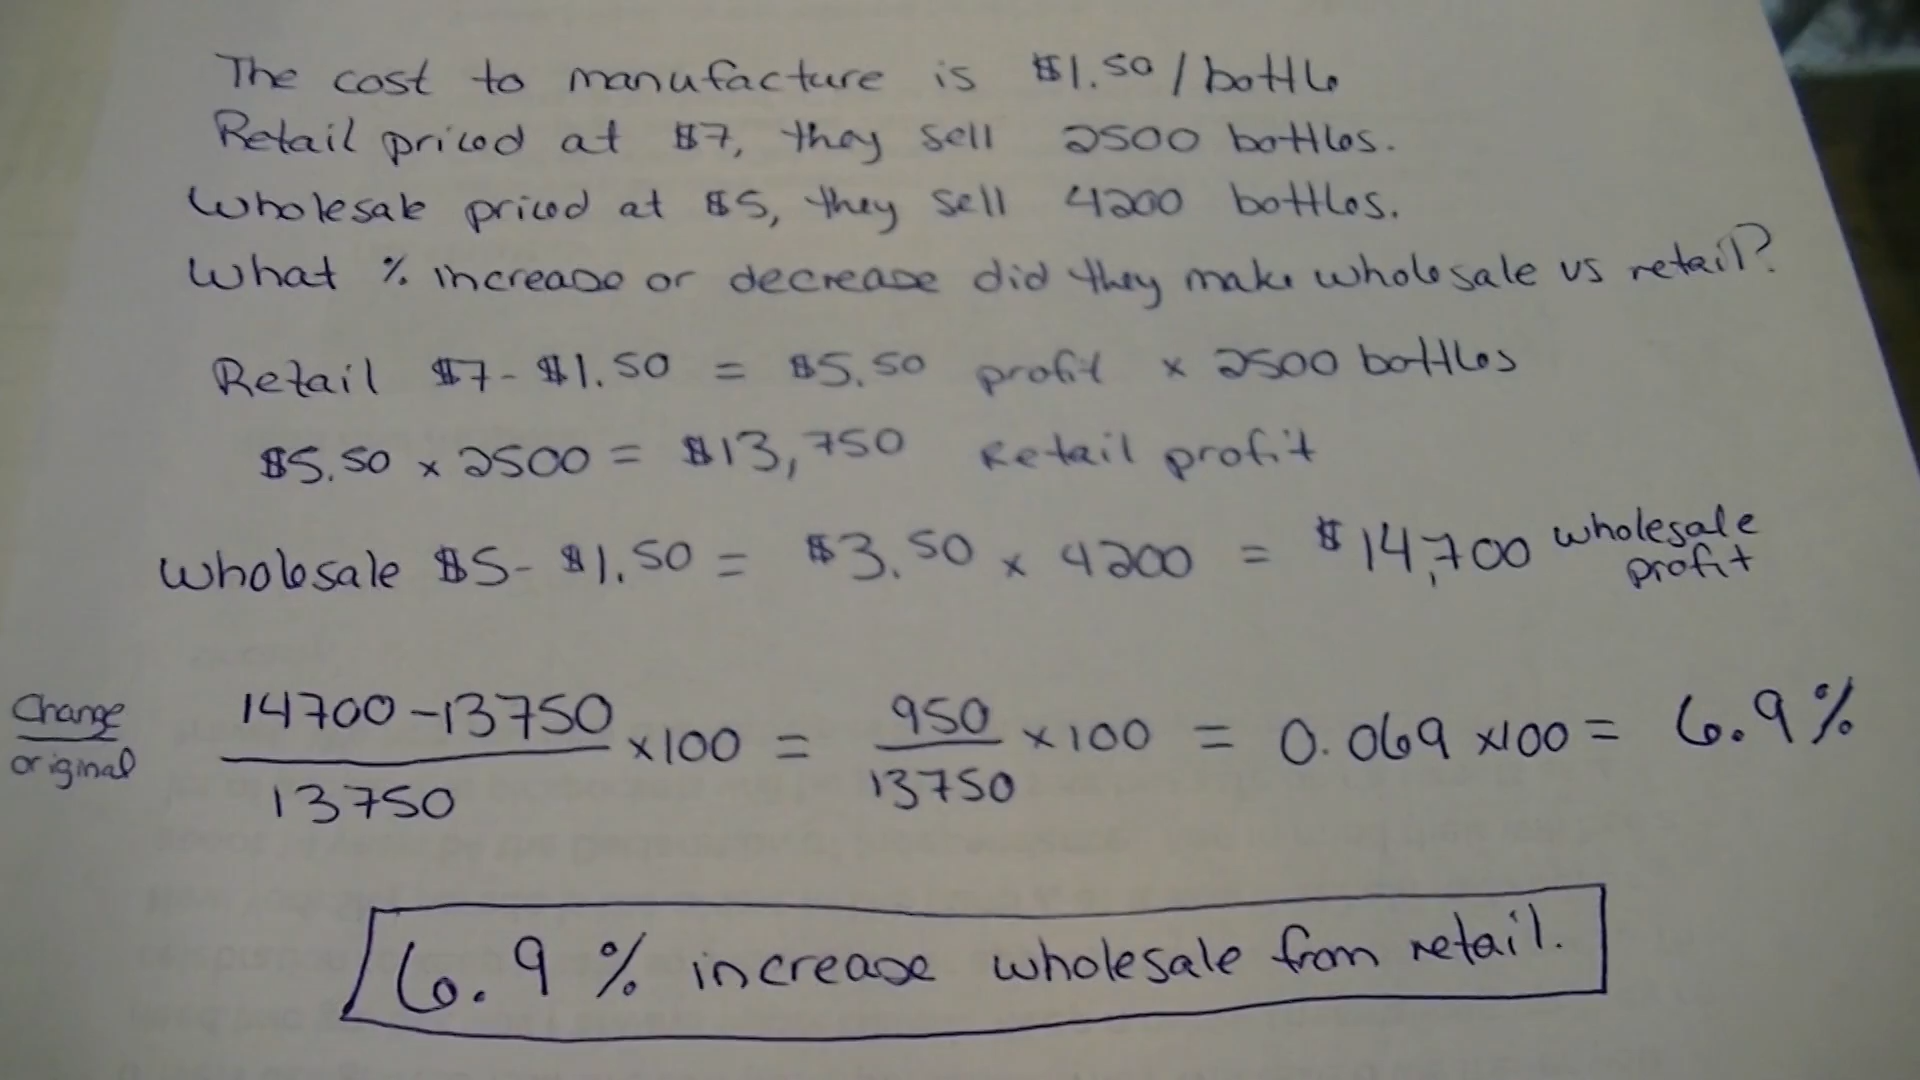 The cost to manufacture is $1.50/bottle
Retail priced at $7, they sell 2500 bottles.
Wholesale priced at $5, they sell 4200 bottles.
What % increase or decrease did they make wholesale vs retail?
Retail $7 - $1.50 = $5.50 profit x 2500 bottles
$5.50 x 2500 = $13,750 Retail profit
Wholesale $5 - $1.50 = $3.50 x 4200 = $14,700 wholesale profit
Change/original 14700-13750/13750 x100 = 950/13750 x100 = 0.069 x100 = 6.9%
6.9% increase wholesale from retail.